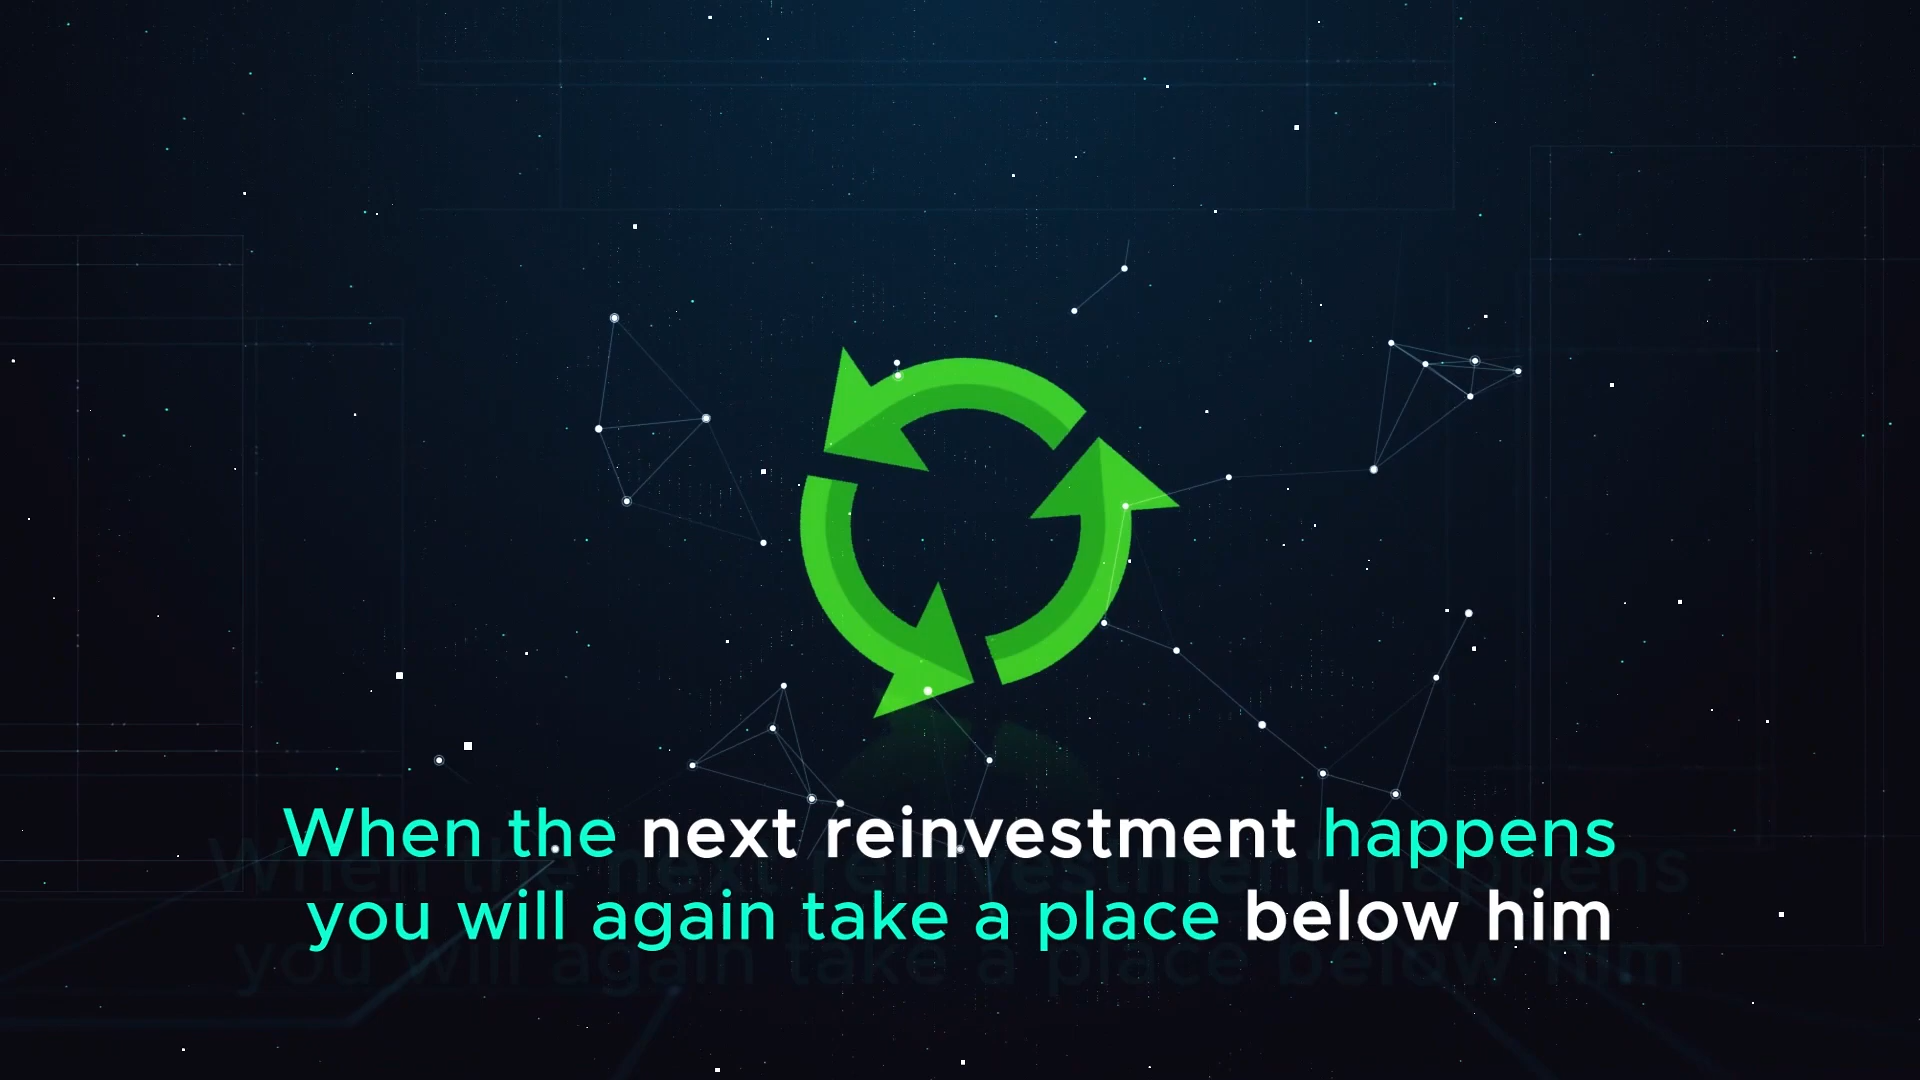 When the next reinvestment happens
you will again take a place below him